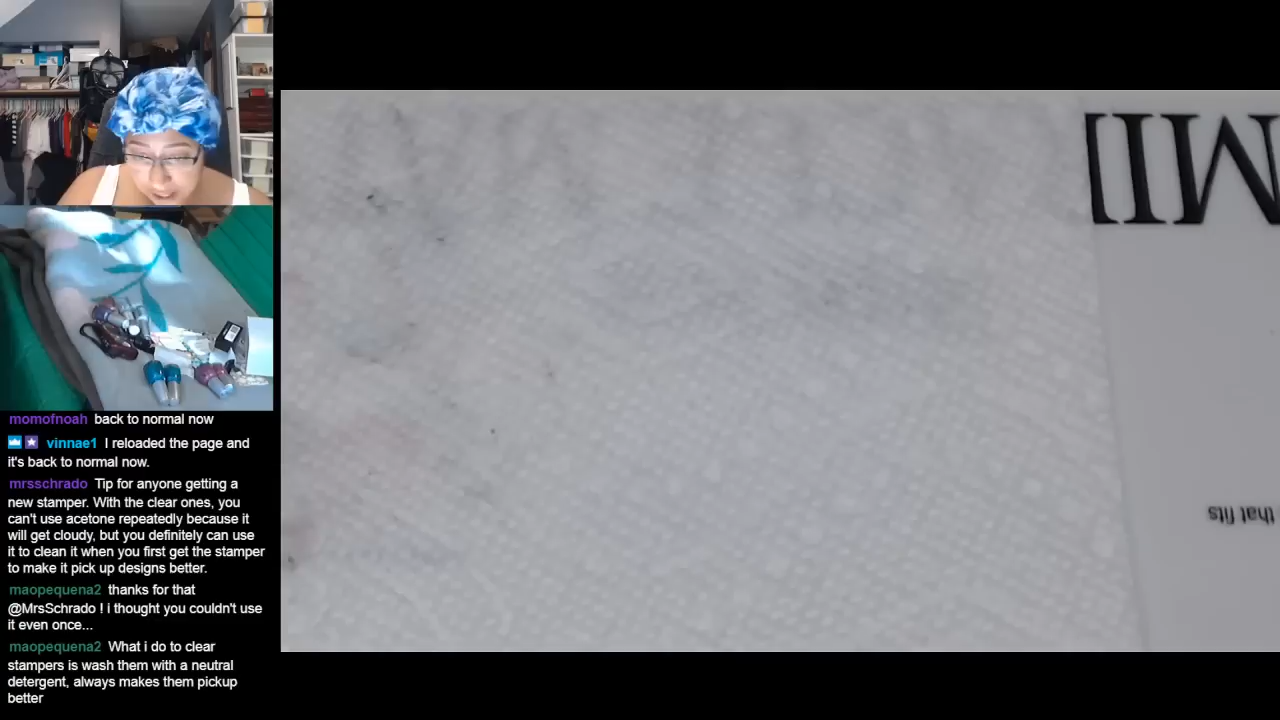 momofnoah back to normal now
vinnae1 I reloaded the page and
it's back to normal now.
mrsschrado Tip for anyone getting a
new stamper. With the clear ones, you
can't use acetone repeatedly because it
will get cloudy, but you definitely can use
it to clean it when you first get the stamper
to make it pick up designs better.
maopequena2 thanks for that
@MrsSchrado ! i thought you couldn't use
it even once...
maopequena2 What i do to clear
stampers is wash them with a neutral
detergent, always makes them pickup
better
that fits